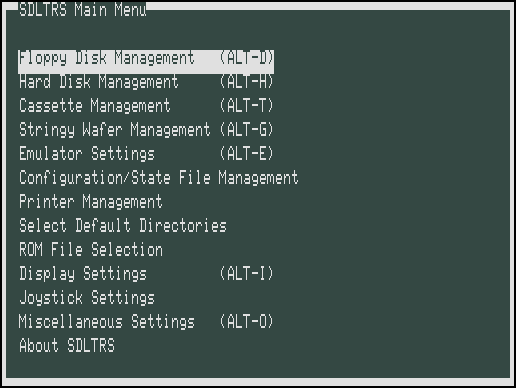 SDLTRS Main Menu
Floppy Disk Management (ALT-D)
Hard Disk Management (ALT-H)
Cassette Management (ALT-T)
Stringy Wafer Management (ALT-G)
Emulator Settings (ALT-E)
Configuration/State File Management
Printer Management
Select Default Directories
ROM File Selection
Display Settings (ALT-I)
Joystick Settings
Miscellaneous Settings (ALT-O)
About SDLTRS